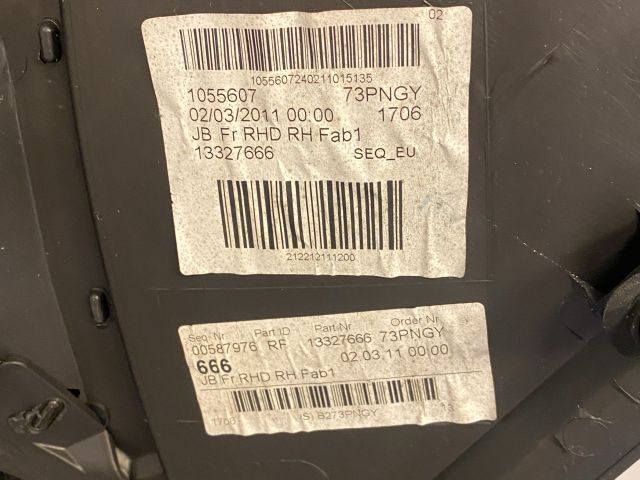 02
1055607240211015135
1055607 73PNGY
02/03/2011 00:00 1706
JB Fr RHD RH Fab1
13327666 SEQ_EU
212212111200
Seq-Nr Part ID Part-Nr Order Nr
00587976 RF 13327666 73PNGY
666 02.03.11 00:00
JB Fr RHD RH Fab1
1706 (S) B273PNGY 13